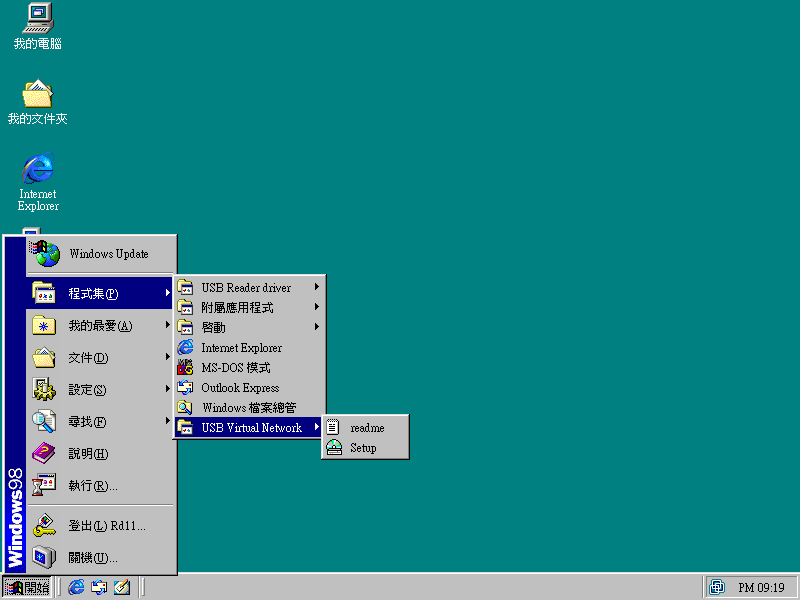 我的電腦
我的文件夾
Internet
Explorer
Windows Update
程式集(P)
我的最愛(A)
文件(D)
設定(S)
尋找(F)
說明(H)
執行(R)...
登出(L) Rd11...
關機(U)...
Windows98
USB Reader driver
附屬應用程式
啓動
Internet Explorer
MS-DOS 模式
Outlook Express
Windows 檔案總管
USB Virtual Network
readme
Setup
開始
PM 09:19